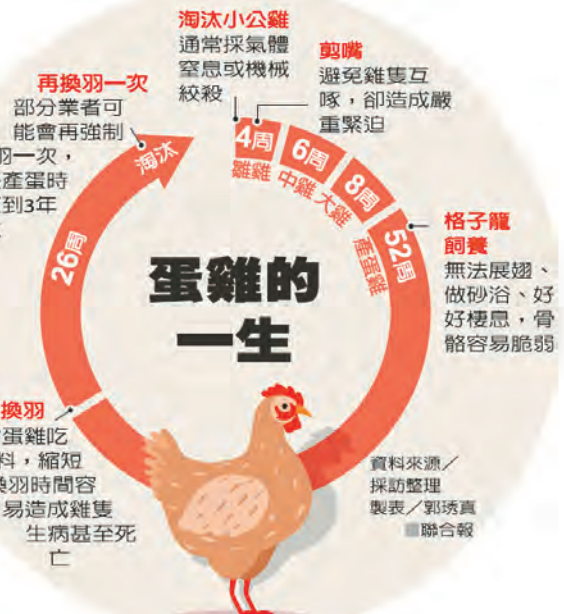 蛋雞的
一生
淘汰小公雞
通常採氣體
窒息或機械
絞殺
剪嘴
避免雞隻互
啄，卻造成嚴
重緊迫
4周
雛雞
6周
中雞
8周
大雞
52周
產蛋雞
格子籠
飼養
無法展翅、
做砂浴、好
好棲息，骨
骼容易脆弱
換羽
蛋雞吃
料，縮短
換羽時間容
易造成雞隻
生病甚至死
亡
26周
再換羽一次
部分業者可
能會再強制
羽一次，
產蛋時
到3年
淘汰
資料來源／
採訪整理
製表／郭琇真
■聯合報